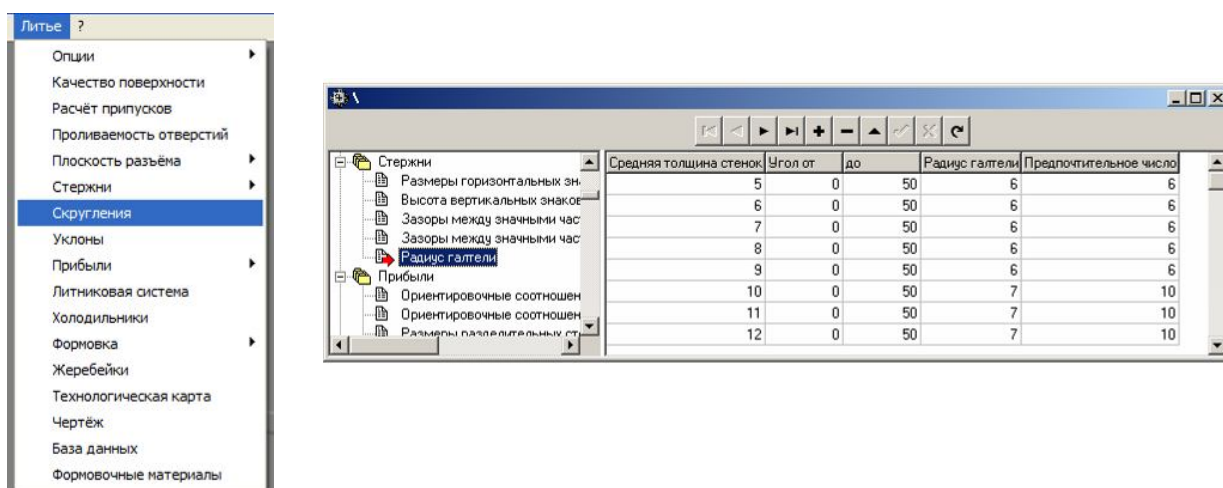 Литье ?
Опции
Качество поверхности
Расчёт припусков
Проливаемость отверстий
Плоскость разъёма
Стержни
Скругления
Уклоны
Прибыли
Литниковая система
Холодильники
Формовка
Жеребейки
Технологическая карта
Чертёж
База данных
Формовочные материалы
\
Стержни
Размеры горизонтальных зн
Высота вертикальных знаков
Зазоры между значными час
Зазоры между значными час
Радиус галтели
Прибыли
Ориентировочные соотношен
Ориентировочные соотношен
Размеры разделительных ст
Средняя толщина стенок Угол от до Радиус галтели Предпочтительное число
5 0 50 6 6
6 0 50 6 6
7 0 50 6 6
8 0 50 6 6
9 0 50 6 6
10 0 50 7 10
11 0 50 7 10
12 0 50 7 10